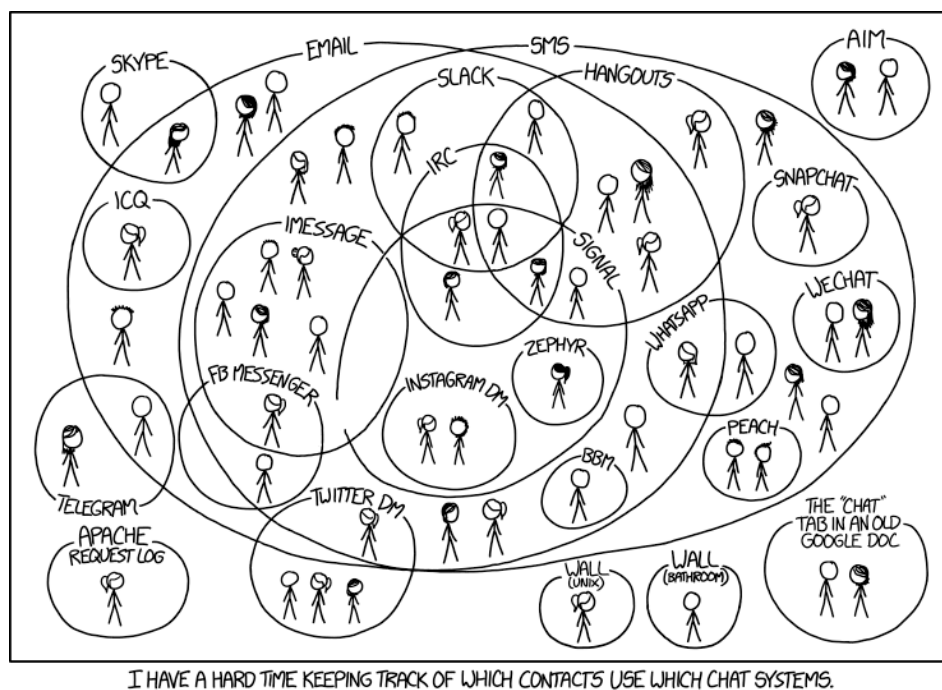 SKYPE
EMAIL
SMS
AIM
SLACK
HANGOUTS
IRC
SNAPCHAT
ICQ
IMESSAGE
SIGNAL
WECHAT
WHATSAPP
ZEPHYR
FB MESSENGER
INSTAGRAM DM
PEACH
BBM
TELEGRAM
TWITTER DM
THE "CHAT"
TAB IN AN OLD
GOOGLE DOC
APACHE
REQUEST LOG
WALL
(UNIX)
WALL
(BATHROOM)
I HAVE A HARD TIME KEEPING TRACK OF WHICH CONTACTS USE WHICH CHAT SYSTEMS.